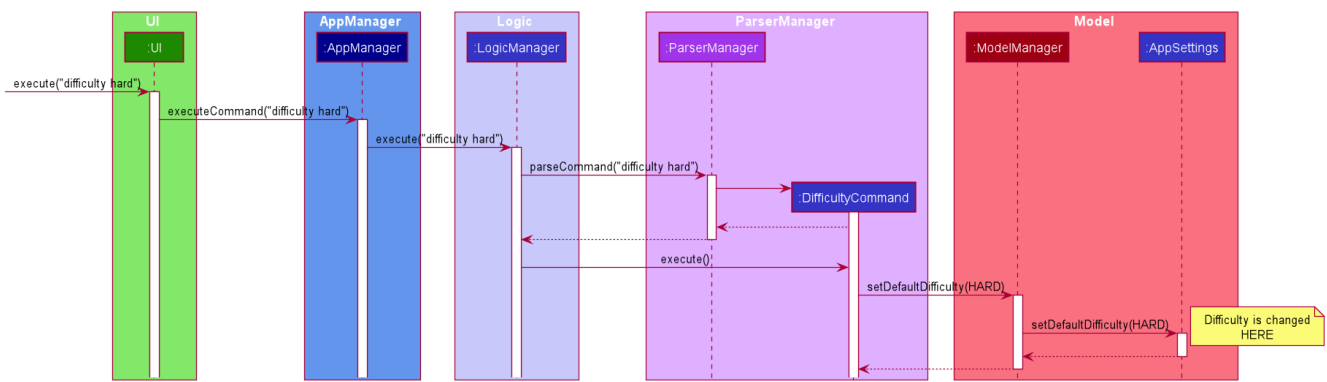 UI
AppManager
Logic
ParserManager
Model
:UI
:AppManager
:LogicManager
:ParserManager
:ModelManager
:AppSettings
execute("difficulty hard")
executeCommand("difficulty hard")
execute("difficulty hard")
parseCommand("difficulty hard")
:DifficultyCommand
execute()
setDefaultDifficulty(HARD)
setDefaultDifficulty(HARD)
Difficulty is changed
HERE